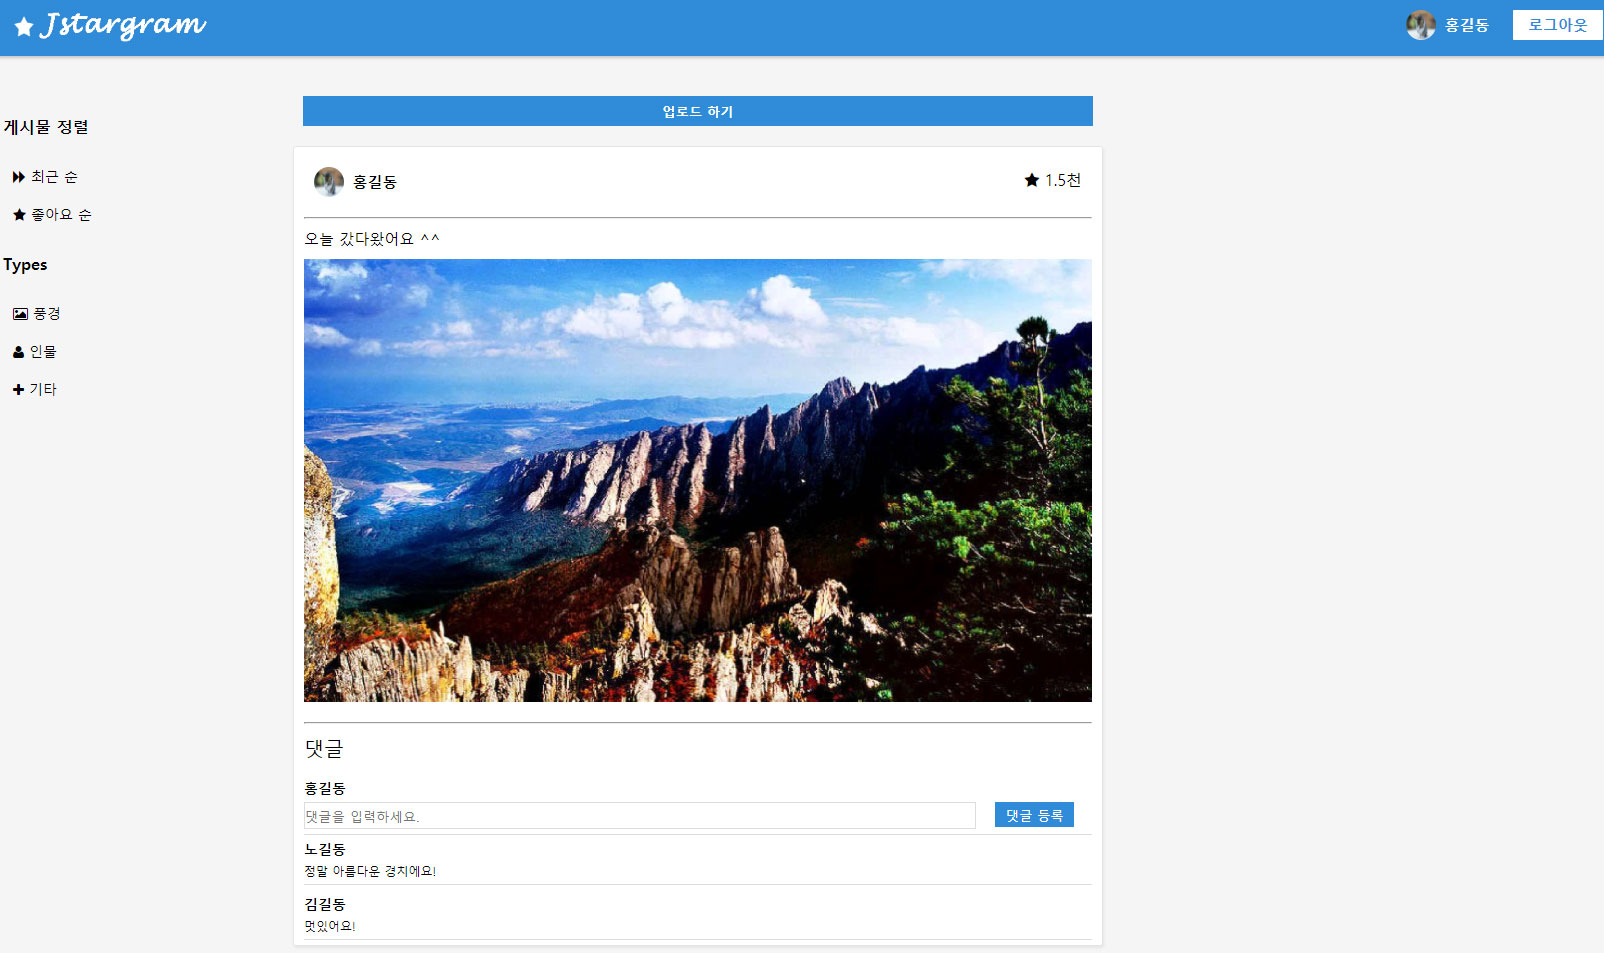 Jstargram
홍길동
로그아웃
게시물 정렬
최근 순
좋아요 순
Types
풍경
인물
기타
업로드 하기
홍길동
1.5천
오늘 갔다왔어요 ^^
댓글
홍길동
댓글을 입력하세요.
댓글 등록
노길동
정말 아름다운 경치에요!
김길동
멋있어요!